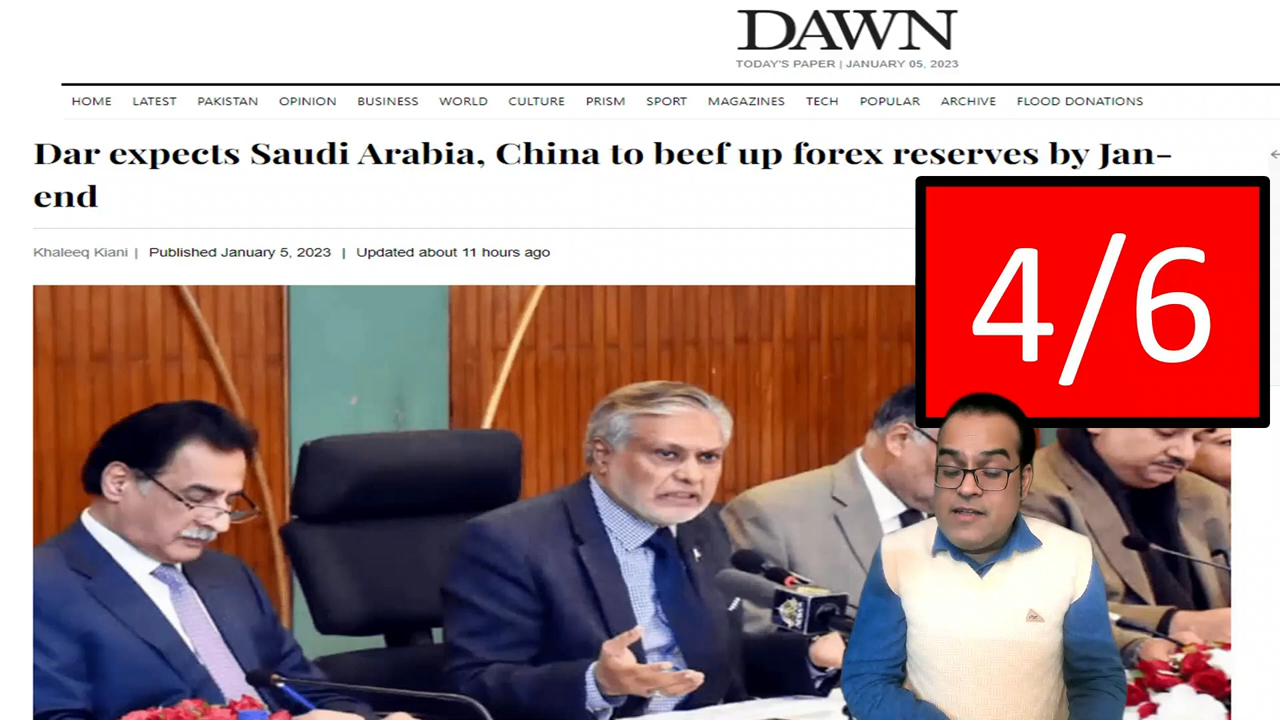 DAWN
TODAY'S PAPER | JANUARY 05, 2023
HOME LATEST PAKISTAN OPINION BUSINESS WORLD CULTURE PRISM SPORT MAGAZINES TECH POPULAR ARCHIVE FLOOD DONATIONS
Dar expects Saudi Arabia, China to beef up forex reserves by Jan-
end
Khaleeq Kiani | Published January 5, 2023 | Updated about 11 hours ago
4/6